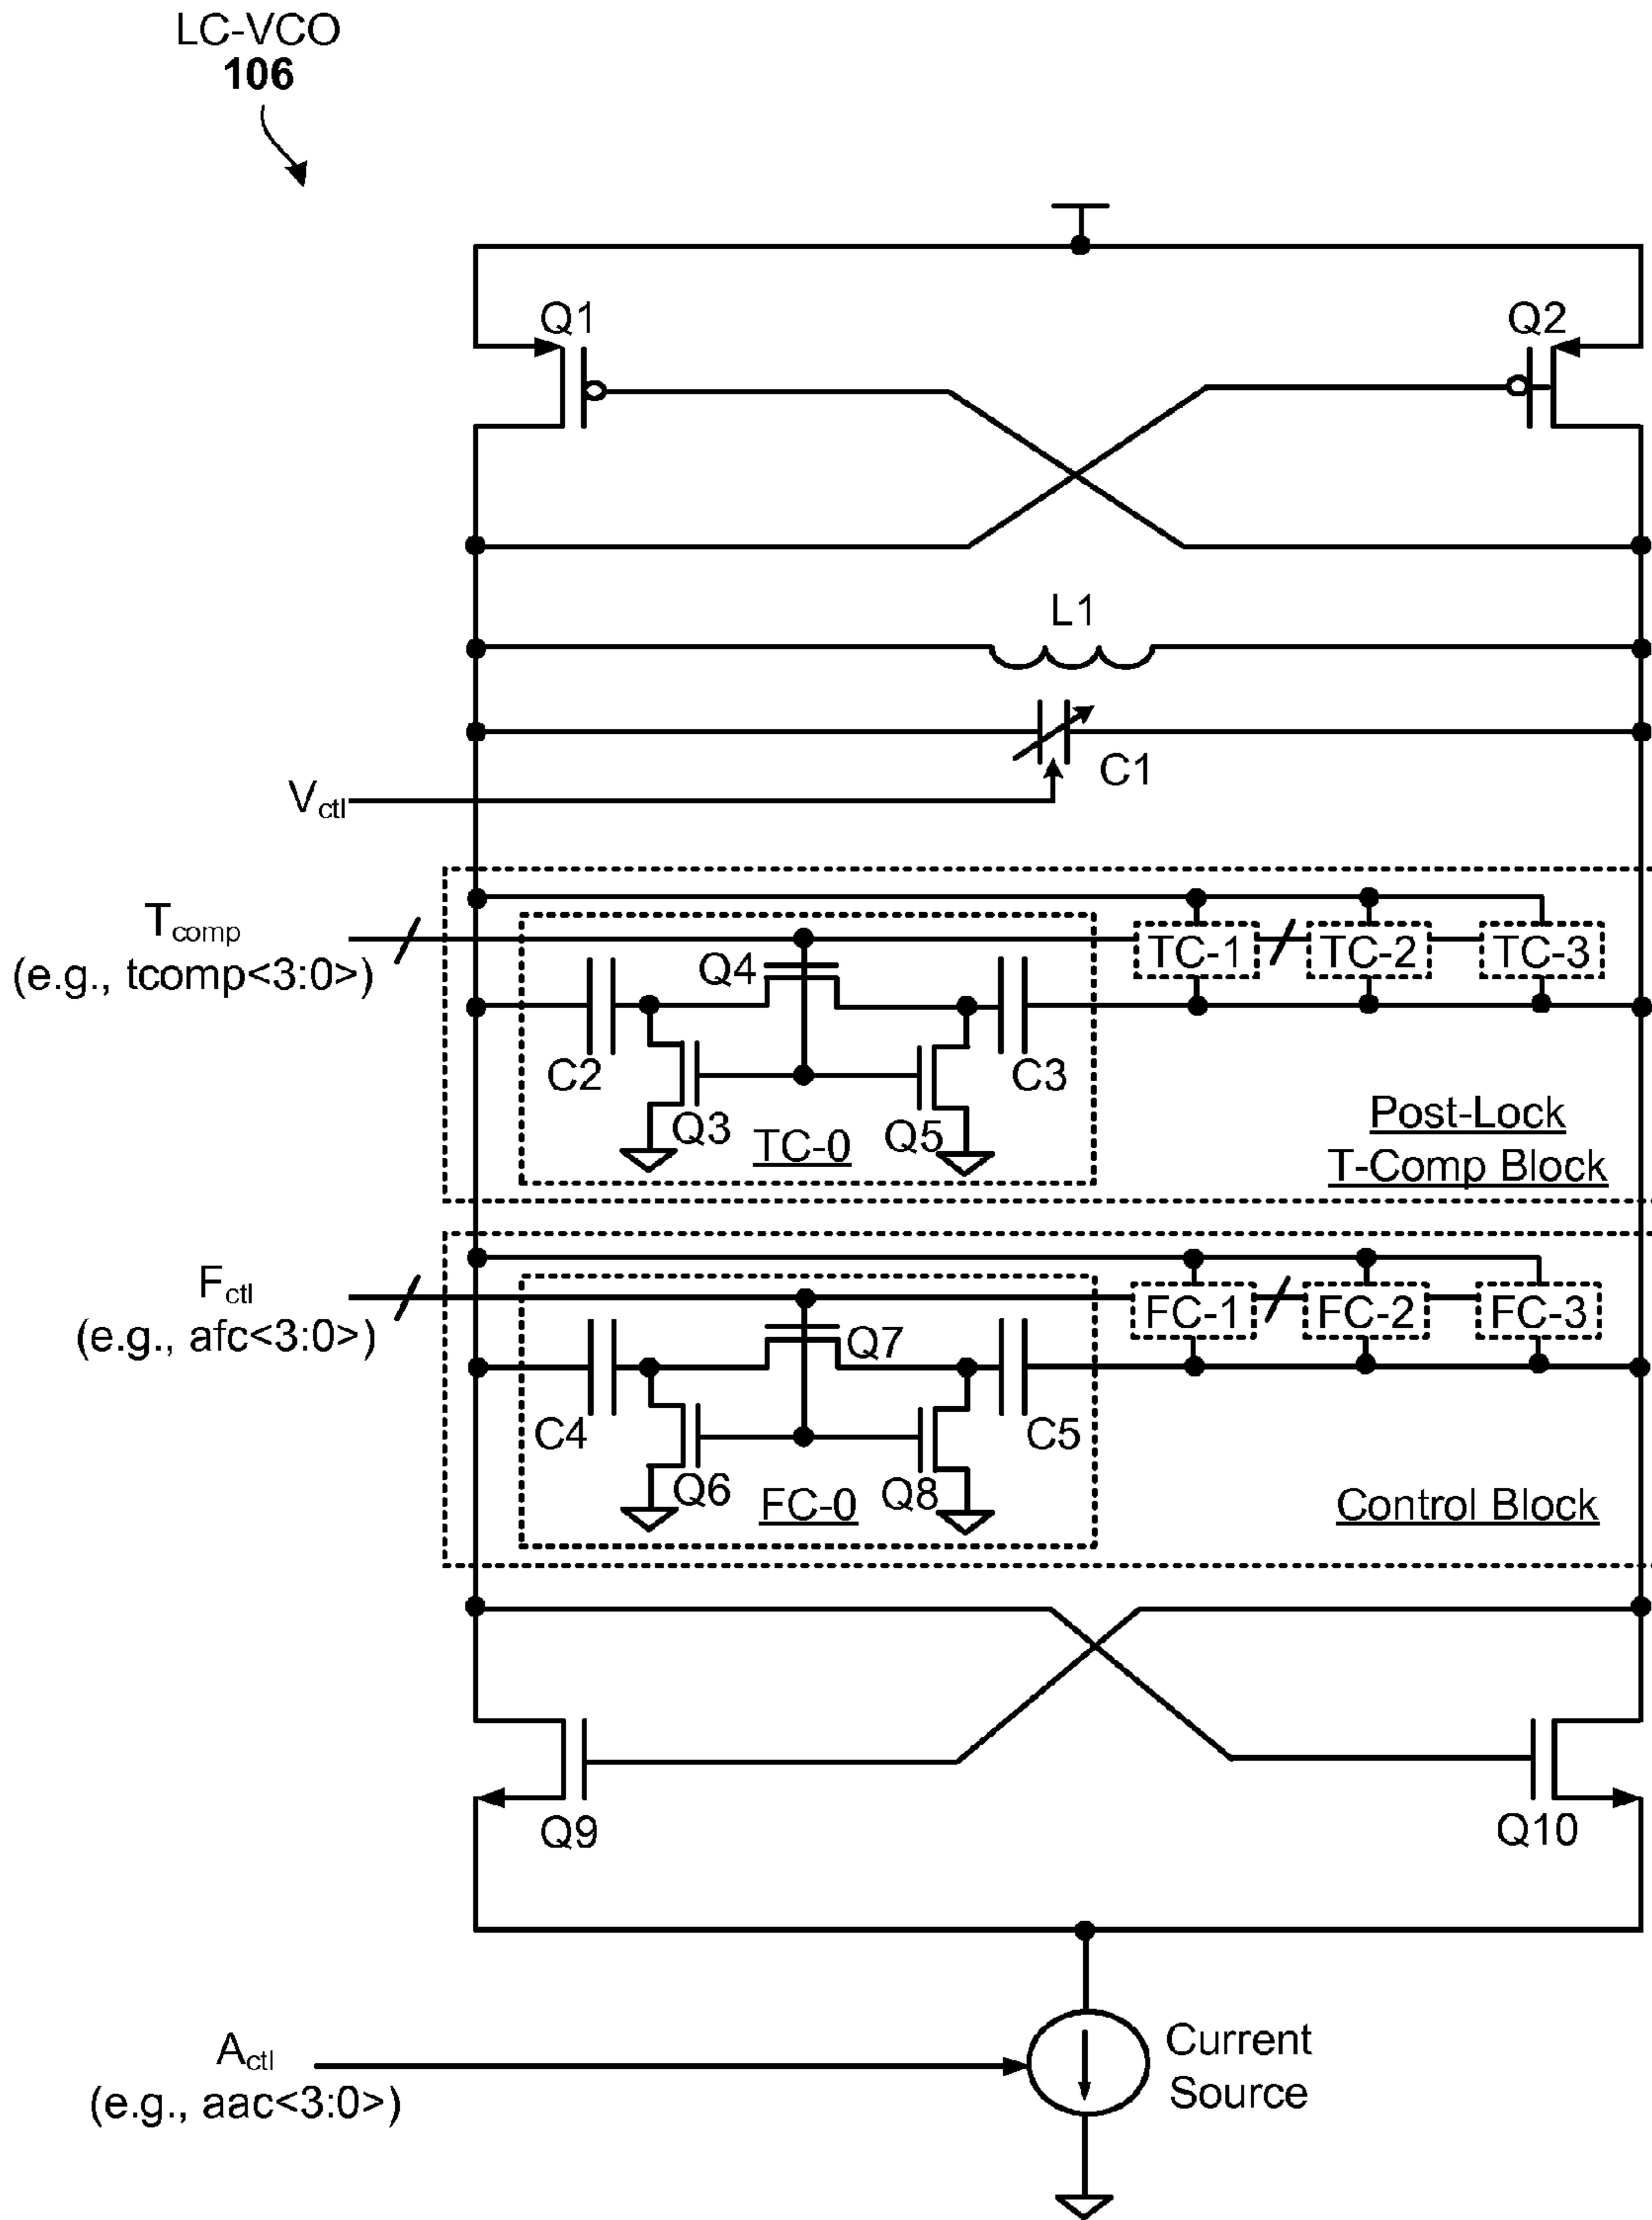 LC-VCO
106
Q1
Q2
L1
C1
Vctl
Tcomp
(e.g., tcomp<3:0>)
TC-1
TC-2
TC-3
Q4
C2
C3
Q3
TC-0
Q5
Post-Lock
T-Comp Block
Fctl
(e.g., afc<3:0>)
FC-1
FC-2
FC-3
Q7
C4
C5
Q6
FC-0
Q8
Control Block
Q9
Q10
Actl
(e.g., aac<3:0>)
Current
Source